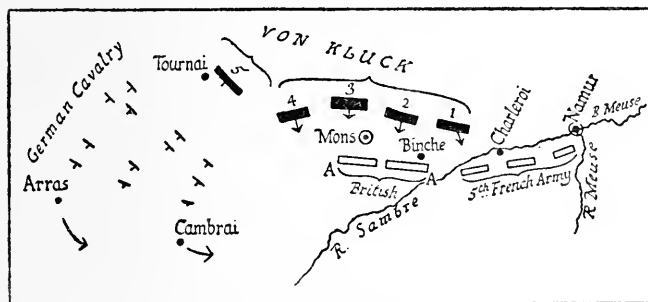 VON KLUCK
German Cavalry
Tournai
5
4
3
2
1
Mons
Binche
Charleroi
Namur
R Meuse
R Meuse
A
British
A
5th French Army
Arras
Cambrai
R. Sambre